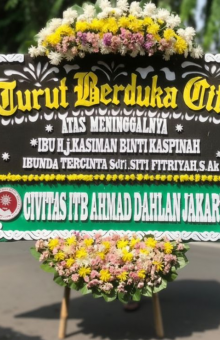 Turut Berduka Cit
ATAS MENINGGALNYA
*IBU Hj.KASIMAN BINTI KASPINAH
IBUNDA TERCINTA Sdri.SITI FITRIYAH,S.Ak
CIVITAS ITB AHMAD DAHLAN JAKAR